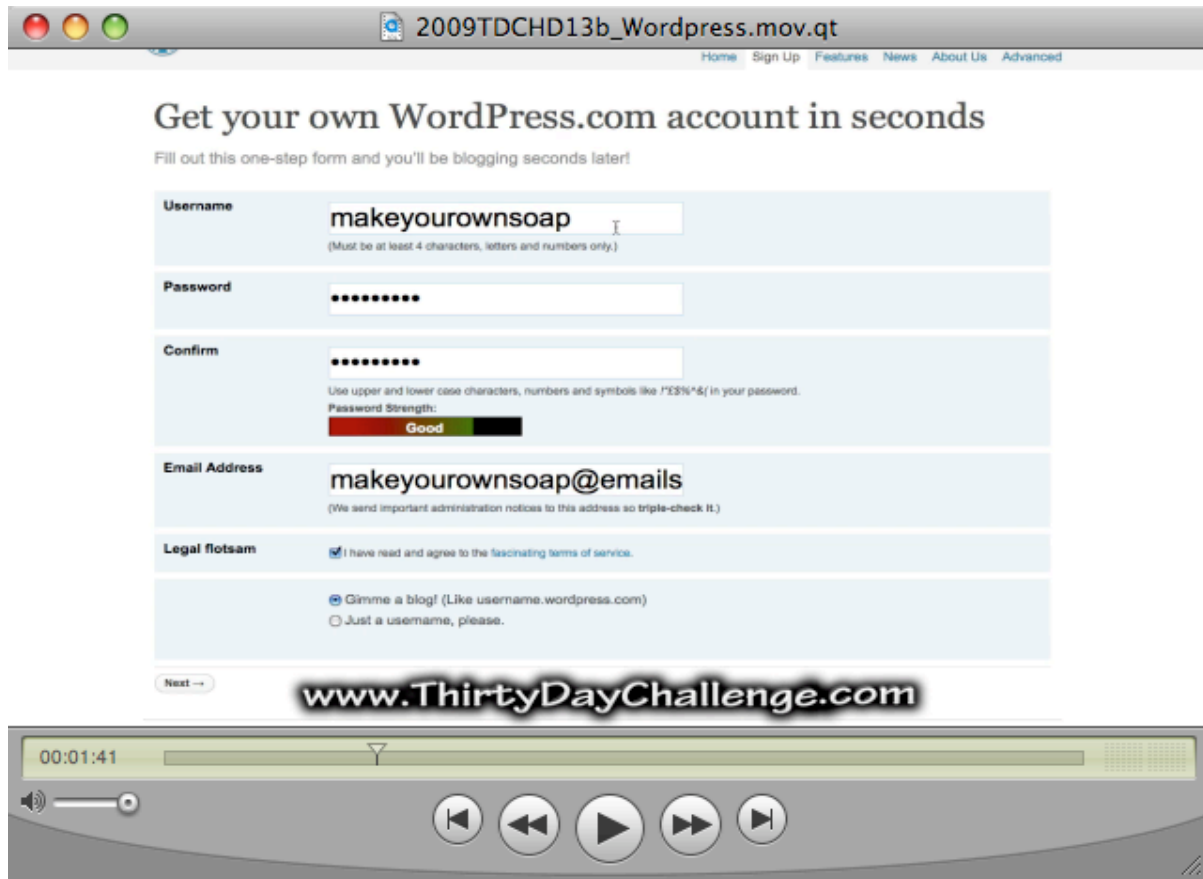 2009TDCHD13b_Wordpress.mov.qt
Home Sign Up Features News About Us Advanced
Get your own WordPress.com account in seconds
Fill out this one-step form and you'll be blogging seconds later!
Username
makeyourownsoap
(Must be at least 4 characters, letters and numbers only.)
Password
•••••••••
Confirm
•••••••••
Use upper and lower case characters, numbers and symbols like !"£$%^&( in your password.
Password Strength:
Good
Email Address
makeyourownsoap@emails
(We send important administration notices to this address so triple-check it.)
Legal flotsam
I have read and agree to the fascinating terms of service.
Gimme a blog! (Like username.wordpress.com)
Just a username, please.
Next →
www.ThirtyDayChallenge.com
00:01:41